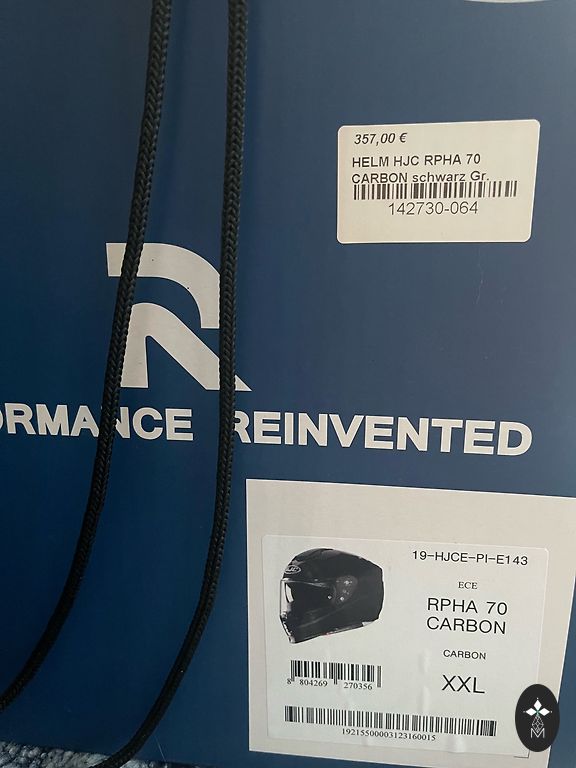 357,00 €
HELM HJC RPHA 70
CARBON schwarz Gr.
142730-064
R
ORMANCE REINVENTED
19-HJCE-PI-E143
ECE
RPHA 70
CARBON
CARBON
XXL
8 804269 270356
19215500003123160015
HJC
M